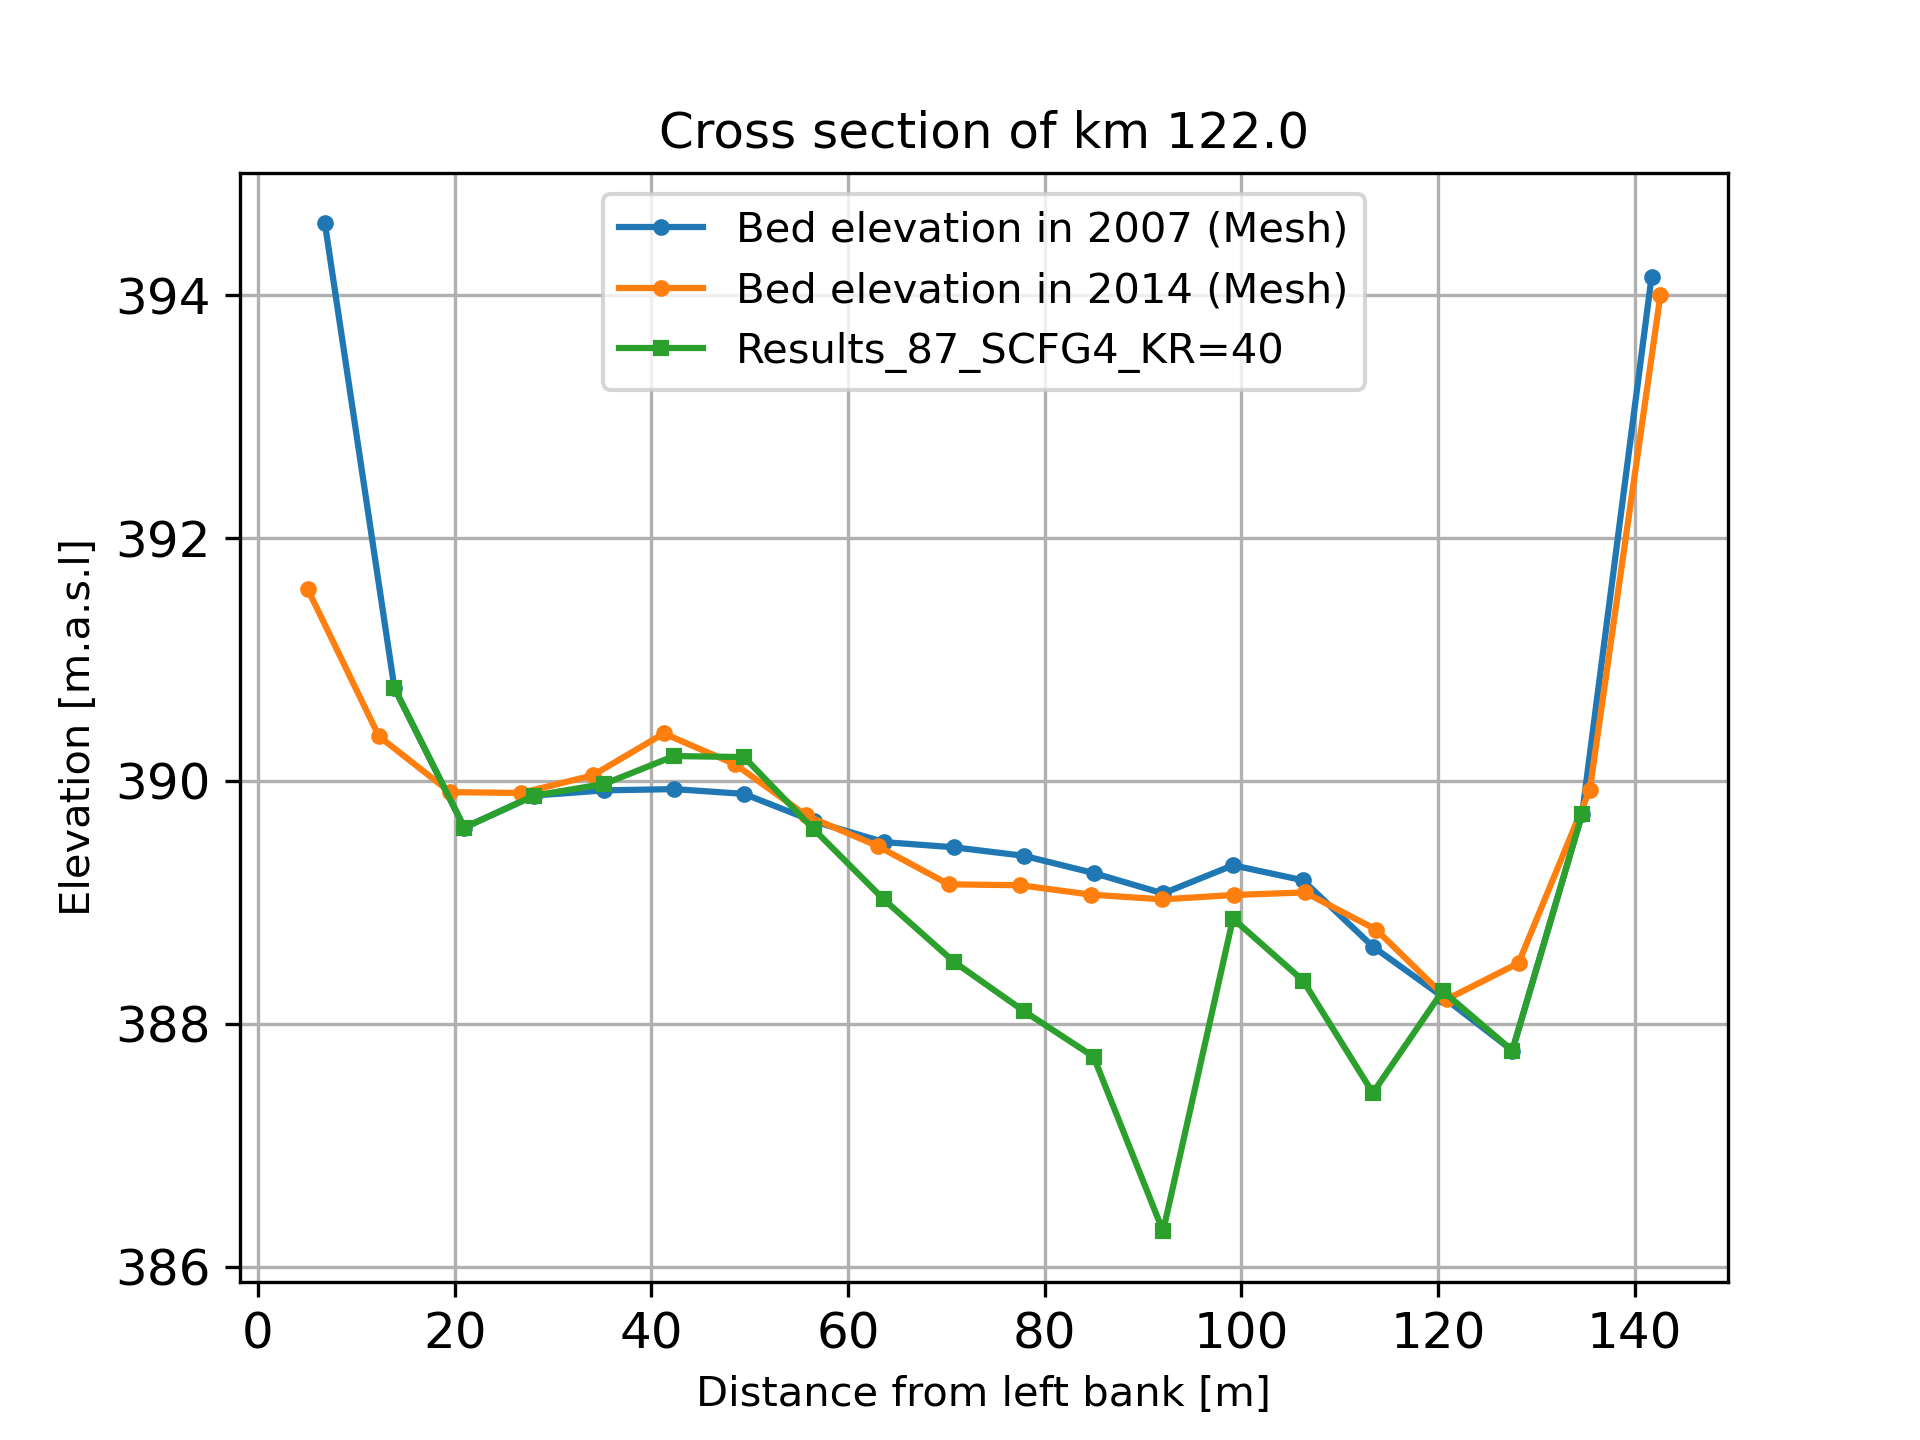 Cross section of km 122.0
Bed elevation in 2007 (Mesh)
Bed elevation in 2014 (Mesh)
Results_87_SCFG4_KR=40
Elevation [m.a.s.l]
394
392
390
388
386
0 20 40 60 80 100 120 140
Distance from left bank [m]